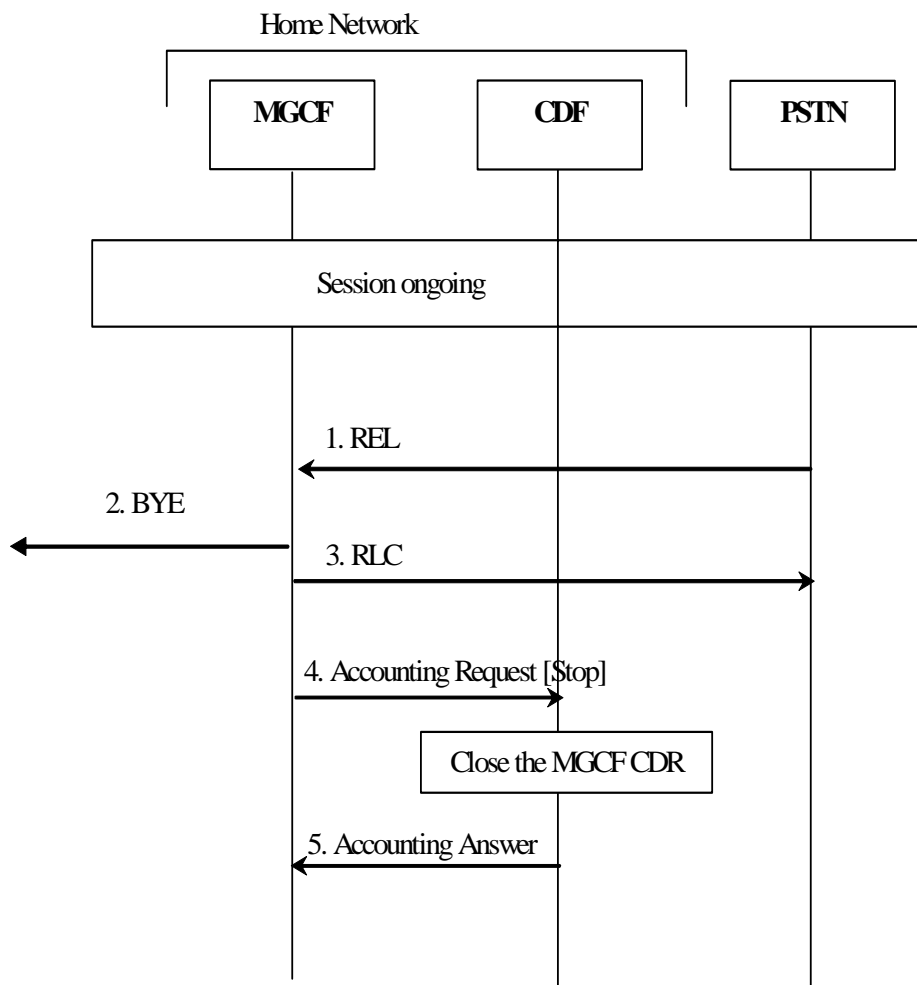 Home Network
MGCF
CDF
PSTN
Session ongoing
1. REL
2. BYE
3. RLC
4. Accounting Request [Stop]
Close the MGCF CDR
5. Accounting Answer